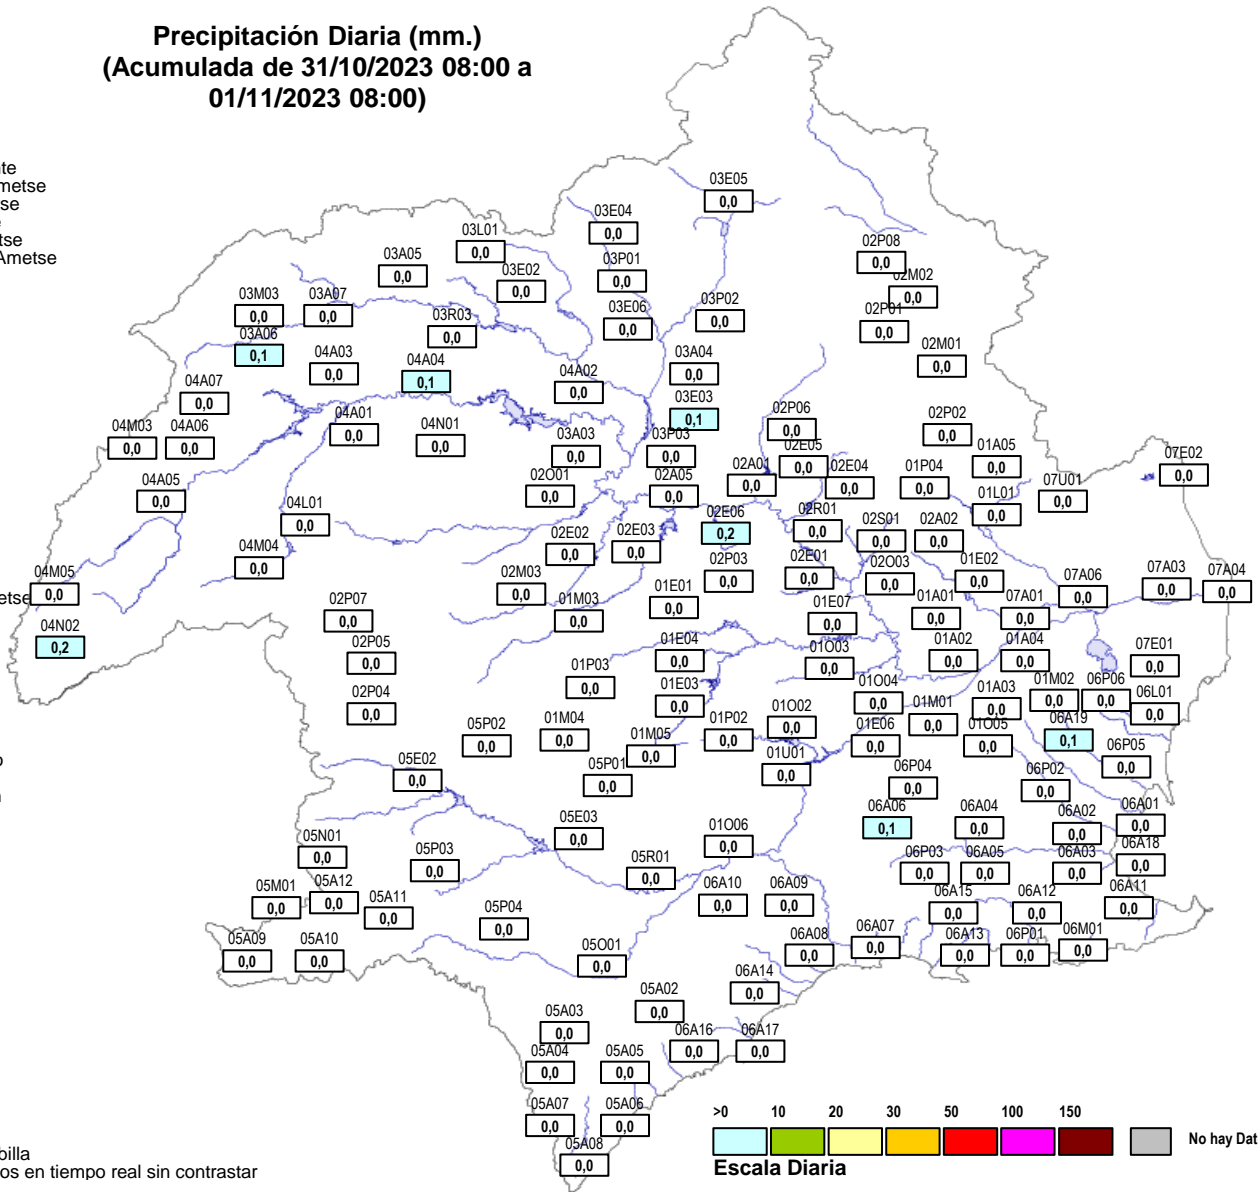 Precipitación Diaria (mm.)
(Acumulada de 31/10/2023 08:00 a
01/11/2023 08:00)
03E05
0,0
03E04
0,0
03L01
0,0
03A05
0,0
03E02
0,0
03P01
0,0
02P08
0,0
02M02
0,0
03M03
0,0
03A07
0,0
03R03
0,0
03E06
0,0
03P02
0,0
02P01
0,0
03A06
0,1
04A03
0,0
04A04
0,1
04A02
0,0
03A04
0,0
02M01
0,0
04A07
0,0
03E03
0,1
04M03
0,0
04A06
0,0
04A01
0,0
04N01
0,0
03A03
0,0
03P03
0,0
02P06
0,0
02P02
0,0
02E05
0,0
01A05
0,0
07E02
0,0
04A05
0,0
02O01
0,0
02A05
0,0
02A01
0,0
02E04
0,0
01P04
0,0
07U01
0,0
04L01
0,0
01L01
0,0
02E06
0,2
02R01
0,0
02S01
0,0
02A02
0,0
02E02
0,0
02E03
0,0
04M04
0,0
02P03
0,0
02E01
0,0
02O03
0,0
01E02
0,0
04M05
0,0
02M03
0,0
07A06
0,0
07A03
0,0
07A04
0,0
02P07
0,0
01M03
0,0
01E01
0,0
01E07
0,0
01A01
0,0
07A01
0,0
04N02
0,2
02P05
0,0
01E04
0,0
01O03
0,0
01A02
0,0
01A04
0,0
07E01
0,0
01P03
0,0
01E03
0,0
01O04
0,0
01A03
0,0
01M02
0,0
06P06
0,0
06L01
0,0
02P04
0,0
01M01
0,0
05P02
0,0
01M04
0,0
01M05
0,0
01P02
0,0
01O02
0,0
01E06
0,0
01O05
0,0
06A19
0,1
06P05
0,0
05E02
0,0
05P01
0,0
01U01
0,0
06P04
0,0
06P02
0,0
05E03
0,0
01O06
0,0
06A06
0,1
06A04
0,0
06A02
0,0
06A01
0,0
05N01
0,0
05P03
0,0
05R01
0,0
06P03
0,0
06A05
0,0
06A03
0,0
06A18
0,0
05M01
0,0
05A12
0,0
05A11
0,0
06A10
0,0
06A09
0,0
06A15
0,0
06A12
0,0
06A11
0,0
05P04
0,0
05A09
0,0
05A10
0,0
05O01
0,0
06A08
0,0
06A07
0,0
06A13
0,0
06P01
0,0
06M01
0,0
06A14
0,0
05A02
0,0
05A03
0,0
06A16
0,0
06A17
0,0
05A04
0,0
05A05
0,0
05A07
0,0
05A06
0,0
05A08
0,0
nte
metse
tse
e
tse
Ametse
etse
o
n
billa
os en tiempo real sin contrastar
>0 10 20 30 50 100 150
No hay Dat
Escala Diaria